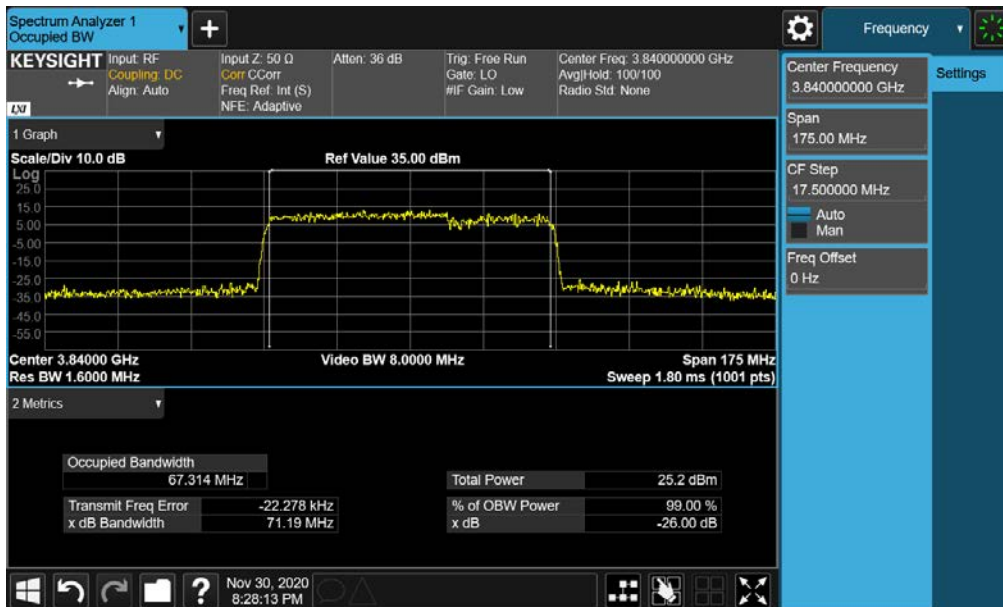 Spectrum Analyzer 1
Occupied BW
+
Frequency
KEYSIGHT
Input: RF
Coupling: DC
Align: Auto
Input Z: 50 Ω
Corr CCorr
Freq Ref: Int (S)
NFE: Adaptive
Atten: 36 dB
Trig: Free Run
Gate: LO
#IF Gain: Low
Center Freq: 3.840000000 GHz
Avg|Hold: 100/100
Radio Std: None
LXI
Center Frequency
3.840000000 GHz
Settings
Span
175.00 MHz
CF Step
17.500000 MHz
Auto
Man
Freq Offset
0 Hz
1 Graph
Scale/Div 10.0 dB
Ref Value 35.00 dBm
Log
25.0
15.0
5.00
-5.00
-15.0
-25.0
-35.0
-45.0
-55.0
Center 3.84000 GHz
Video BW 8.0000 MHz
Span 175 MHz
Res BW 1.6000 MHz
Sweep 1.80 ms (1001 pts)
2 Metrics
Occupied Bandwidth
67.314 MHz
Total Power 25.2 dBm
Transmit Freq Error -22.278 kHz
% of OBW Power 99.00 %
x dB Bandwidth 71.19 MHz
x dB -26.00 dB
?
Nov 30, 2020
8:28:13 PM